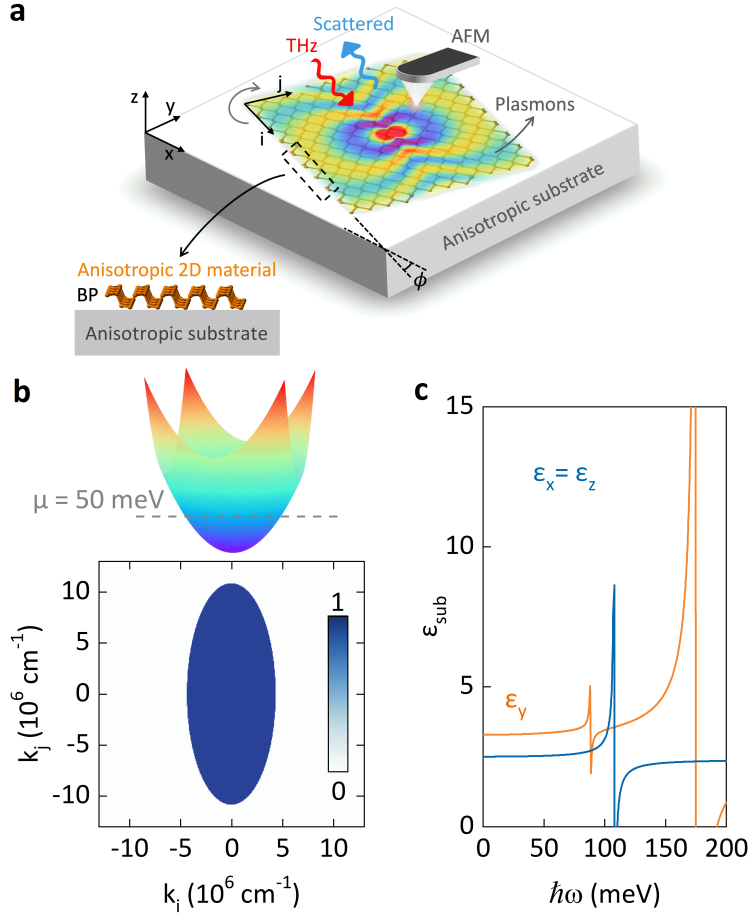 a
Scattered
THz
AFM
z
y
x
j
i
Plasmons
Anisotropic substrate
ϕ
Anisotropic 2D material
BP
Anisotropic substrate
b
μ = 50 meV
10
5
0
-5
-10
k_j (10^6 cm^-1)
1
0
-10
-5
0
5
10
k_i (10^6 cm^-1)
c
15
10
5
0
ε_sub
ε_x = ε_z
ε_y
0
50
100
150
200
ℏω (meV)